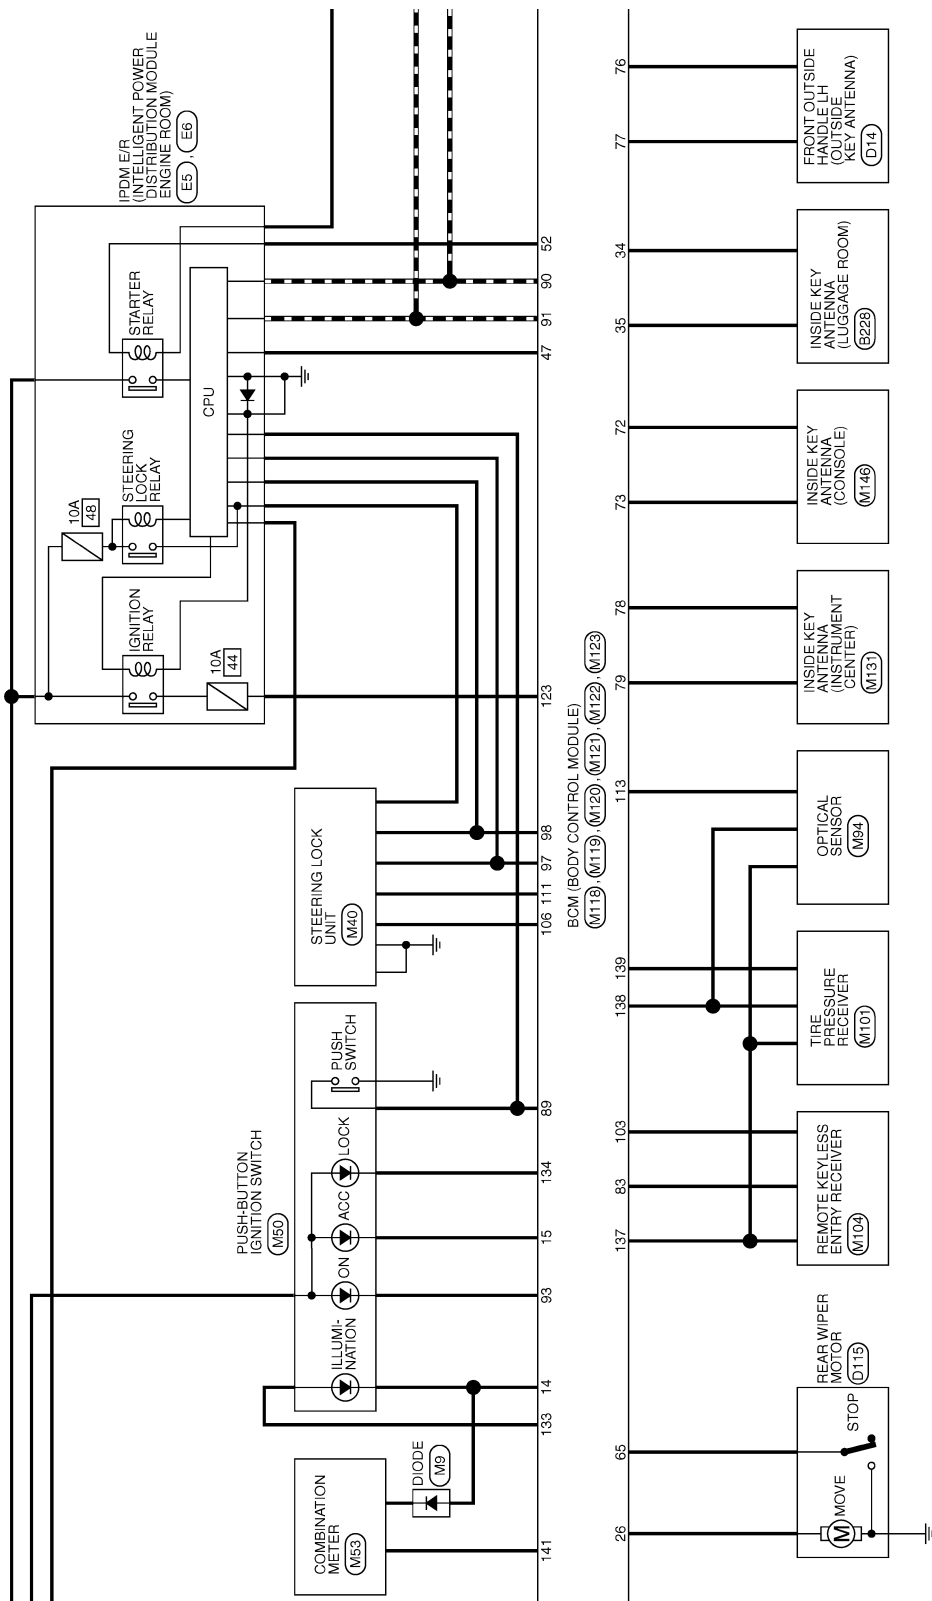 IPDM E/R
(INTELLIGENT POWER
DISTRIBUTION MODULE
ENGINE ROOM)
E5 , E6
STARTER
RELAY
CPU
STEERING
LOCK
RELAY
10A
48
IGNITION
RELAY
10A
44
STEERING LOCK
UNIT
M40
PUSH-BUTTON
IGNITION SWITCH
M50
PUSH
SWITCH
LOCK
ACC
ON
ILLUMI-
NATION
COMBINATION
METER
M53
DIODE
M9
52
90
91
47
123
98
97
111
106
89
134
15
93
14
133
141
BCM (BODY CONTROL MODULE)
M118 , M119 , M120 , M121 , M122 , M123
76
77
34
35
72
73
78
79
113
139
138
103
83
137
65
26
FRONT OUTSIDE
HANDLE LH
(OUTSIDE
KEY ANTENNA)
D14
INSIDE KEY
ANTENNA
(LUGGAGE ROOM)
B228
INSIDE KEY
ANTENNA
(CONSOLE)
M146
INSIDE KEY
ANTENNA
(INSTRUMENT
CENTER)
M131
OPTICAL
SENSOR
M94
TIRE
PRESSURE
RECEIVER
M101
REMOTE KEYLESS
ENTRY RECEIVER
M104
REAR WIPER
MOTOR
D115
STOP
MOVE
M